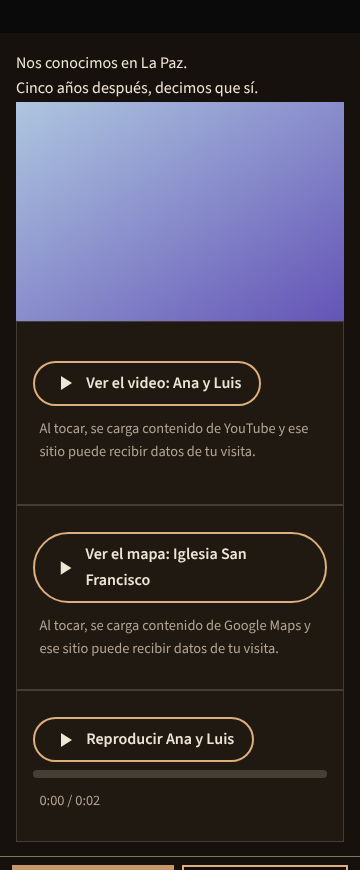 Nos conocimos en La Paz.
Cinco años después, decimos que sí.
Ver el video: Ana y Luis
Al tocar, se carga contenido de YouTube y ese
sitio puede recibir datos de tu visita.
Ver el mapa: Iglesia San
Francisco
Al tocar, se carga contenido de Google Maps y
ese sitio puede recibir datos de tu visita.
Reproducir Ana y Luis
0:00 / 0:02